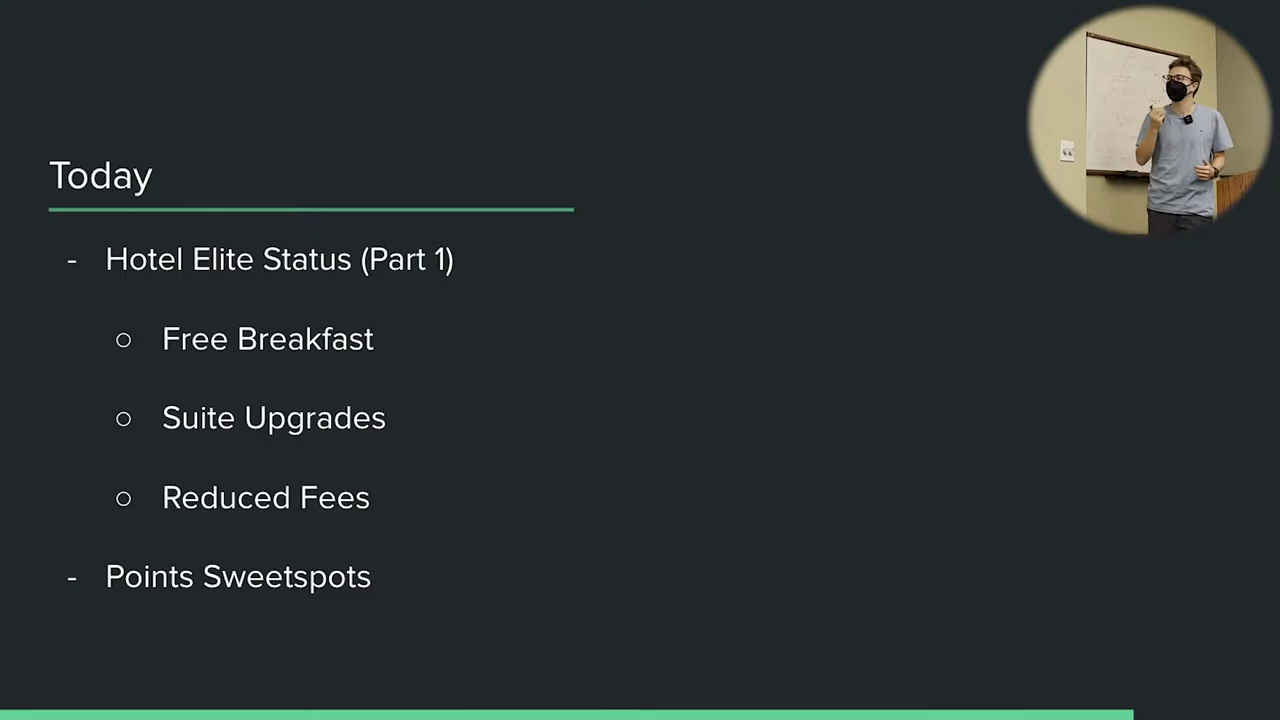 Today
- Hotel Elite Status (Part 1)
○ Free Breakfast
○ Suite Upgrades
○ Reduced Fees
- Points Sweetspots